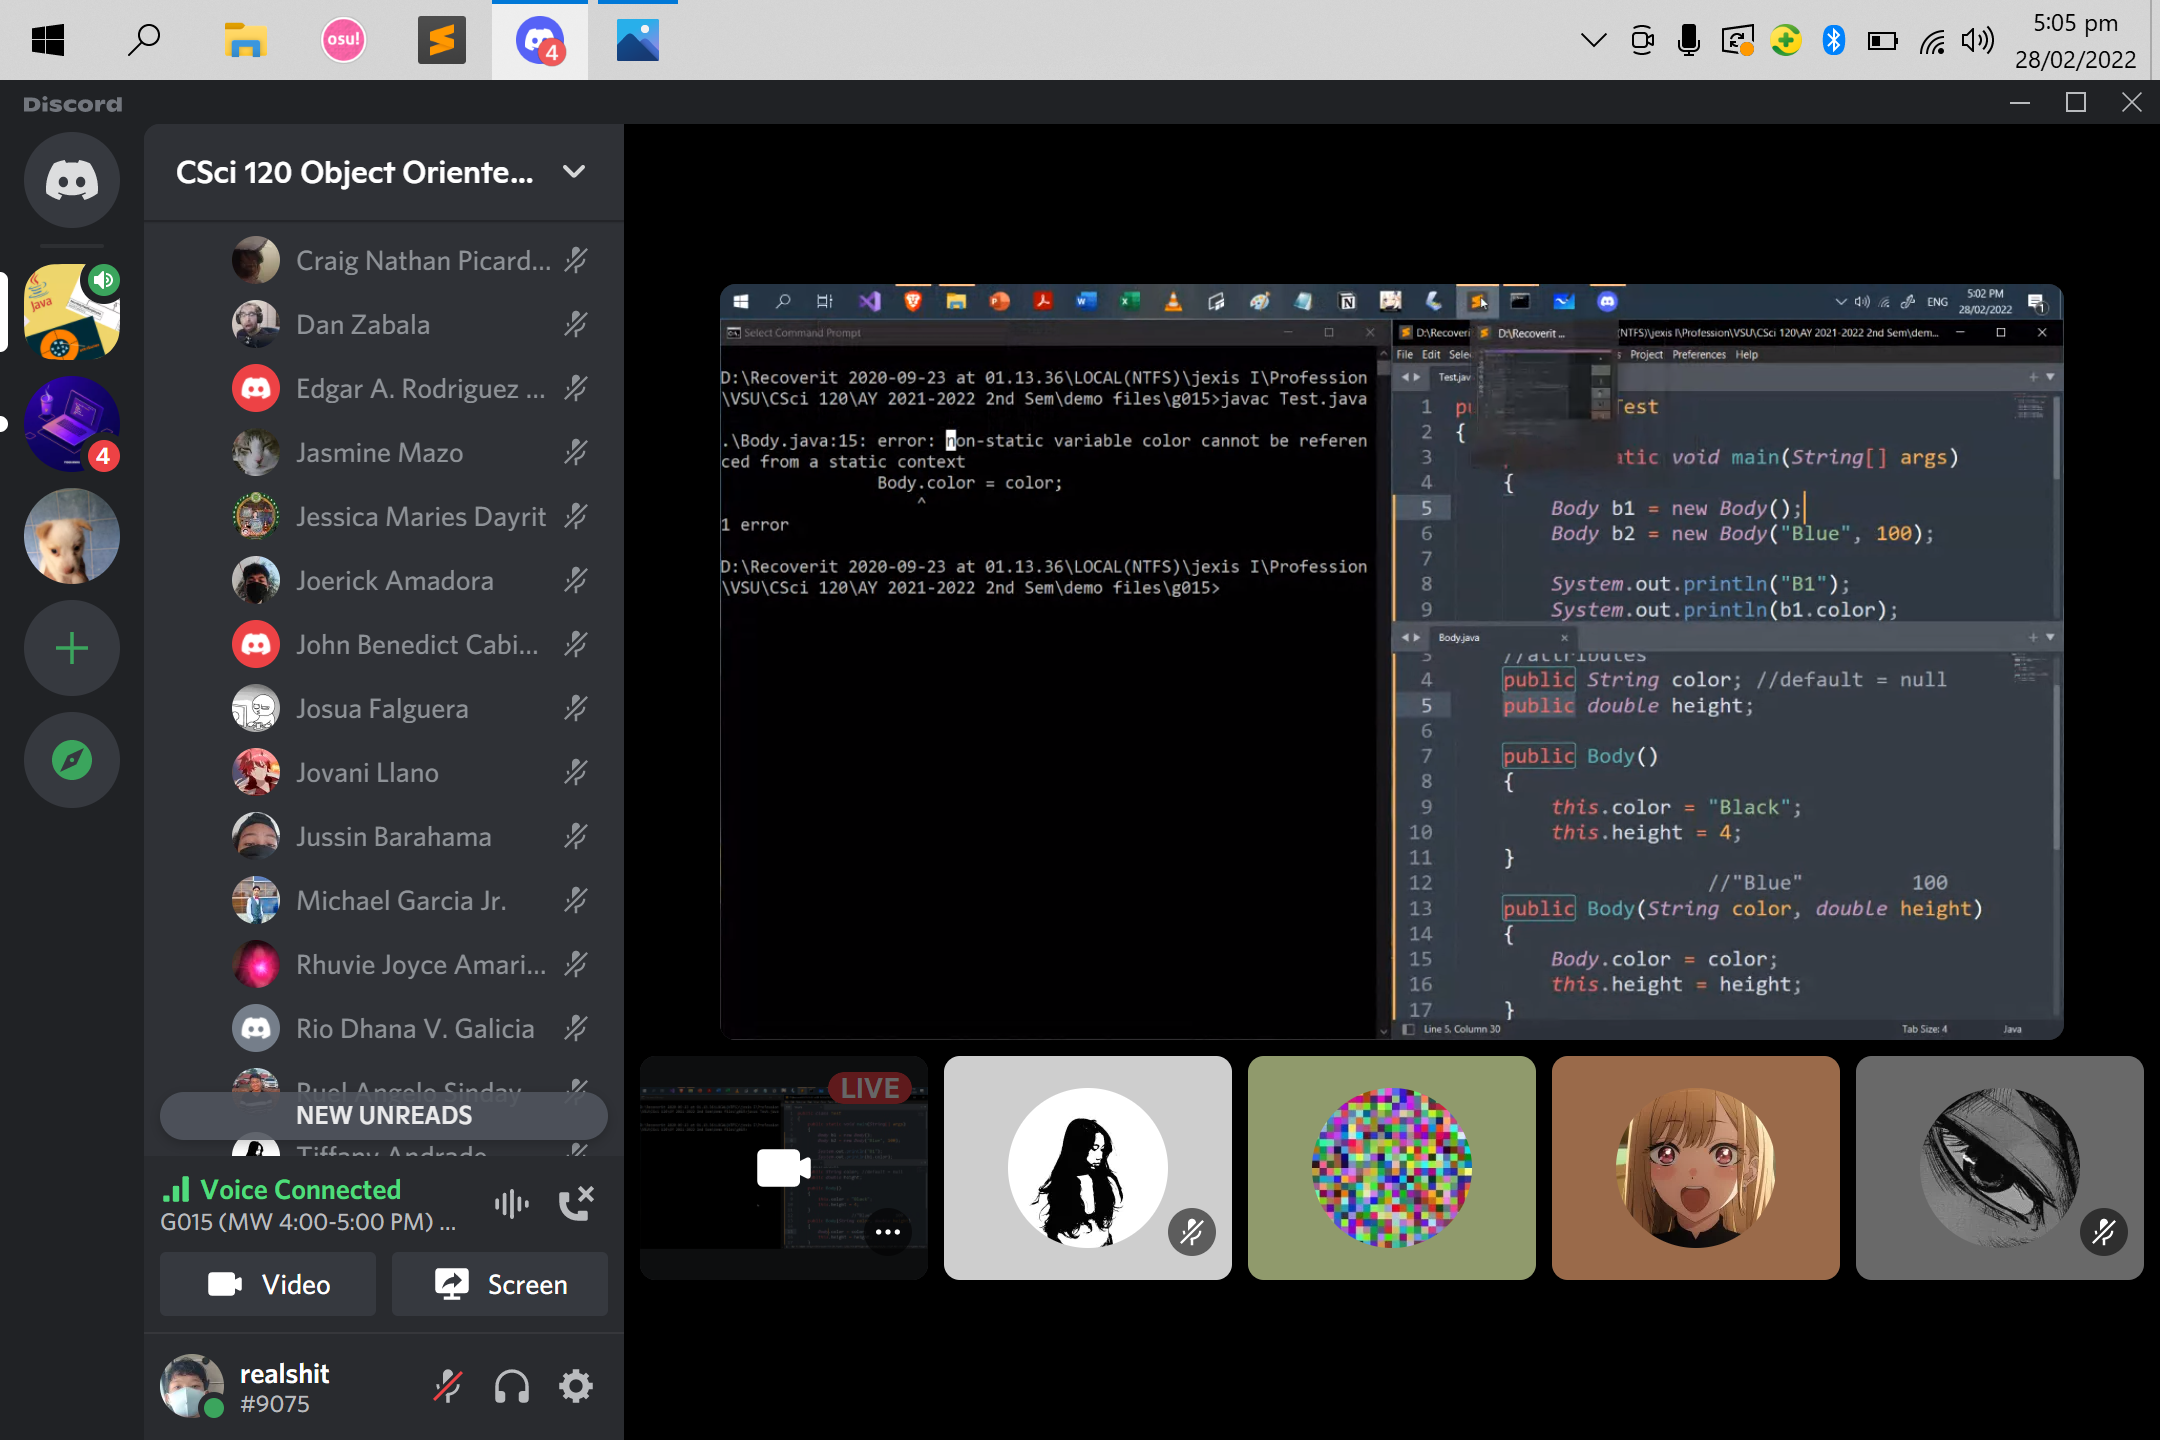 osu!
4
5:05 pm
28/02/2022
Discord
CSci 120 Object Oriente...
Craig Nathan Picard...
Dan Zabala
Edgar A. Rodriguez ...
Jasmine Mazo
Jessica Maries Dayrit
Joerick Amadora
John Benedict Cabi...
Josua Falguera
Jovani Llano
Jussin Barahama
Michael Garcia Jr.
Rhuvie Joyce Amari...
Rio Dhana V. Galicia
Ruel Angelo Sinday
NEW UNREADS
Tiffany Andrade
Voice Connected
G015 (MW 4:00-5:00 PM) ...
Video
Screen
realshit
#9075
Java
4
ENG
5:02 PM
28/02/2022
1
Select Command Prompt
D:\Recoverit 2020-09-23 at 01.13.36\LOCAL(NTFS)\jexis I\Profession
\VSU\CSci 120\AY 2021-2022 2nd Sem\demo files\g015>javac Test.java
.\Body.java:15: error: non-static variable color cannot be referen
ced from a static context
Body.color = color;
^
1 error
D:\Recoverit 2020-09-23 at 01.13.36\LOCAL(NTFS)\jexis I\Profession
\VSU\CSci 120\AY 2021-2022 2nd Sem\demo files\g015>
D:\Recoveri
D:\Recoverit ...
(NTFS)\jexis I\Profession\VSU\CSci 120\AY 2021-2022 2nd Sem\dem...
File Edit Selec
s Project Preferences Help
Test.jav
1 pu Test
2 {
3 atic void main(String[] args)
4 {
5 Body b1 = new Body();
6 Body b2 = new Body("Blue", 100);
7
8 System.out.println("B1");
9 System.out.println(b1.color);
Body.java
3 //attributes
4 public String color; //default = null
5 public double height;
6
7 public Body()
8 {
9 this.color = "Black";
10 this.height = 4;
11 }
12 //"Blue" 100
13 public Body(String color, double height)
14 {
15 Body.color = color;
16 this.height = height;
17 }
Line 5, Column 30
Tab Size: 4
Java
LIVE